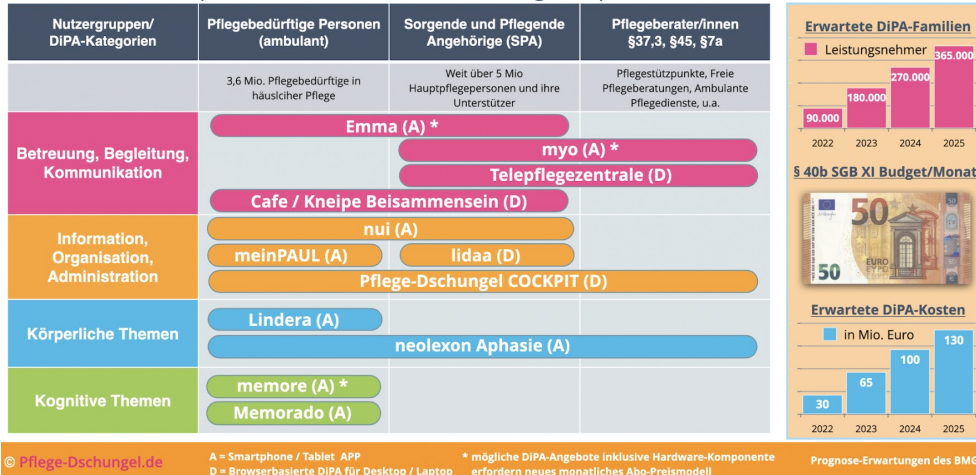 Nutzergruppen/
DiPA-Kategorien
Pflegebedürftige Personen
(ambulant)
Sorgende und Pflegende
Angehörige (SPA)
Pflegeberater/innen
§37,3, §45, §7a
3,6 Mio. Pflegebedürftige in
häuslciher Pflege
Weit über 5 Mio
Hauptpflegepersonen und ihre
Unterstützer
Pflegestützpunkte, Freie
Pflegeberatungen, Ambulante
Pflegedienste, u.a.
Betreuung, Begleitung,
Kommunikation
Emma (A) *
myo (A) *
Telepflegezentrale (D)
Cafe / Kneipe Beisammensein (D)
Information,
Organisation,
Administration
nui (A)
meinPAUL (A)
lidaa (D)
Pflege-Dschungel COCKPIT (D)
Körperliche Themen
Lindera (A)
neolexon Aphasie (A)
Kognitive Themen
memore (A) *
Memorado (A)
Erwartete DiPA-Familien
Leistungsnehmer
90.000
180.000
270.000
365.000
2022 2023 2024 2025
§ 40b SGB XI Budget/Monat
50
EURO
50
Erwartete DiPA-Kosten
in Mio. Euro
30
65
100
130
2022 2023 2024 2025
© Pflege-Dschungel.de
A = Smartphone / Tablet APP
D = Browserbasierte DiPA für Desktop / Laptop
* mögliche DiPA-Angebote inklusive Hardware-Komponente
erfordern neues monatliches Abo-Preismodell
Prognose-Erwartungen des BMG